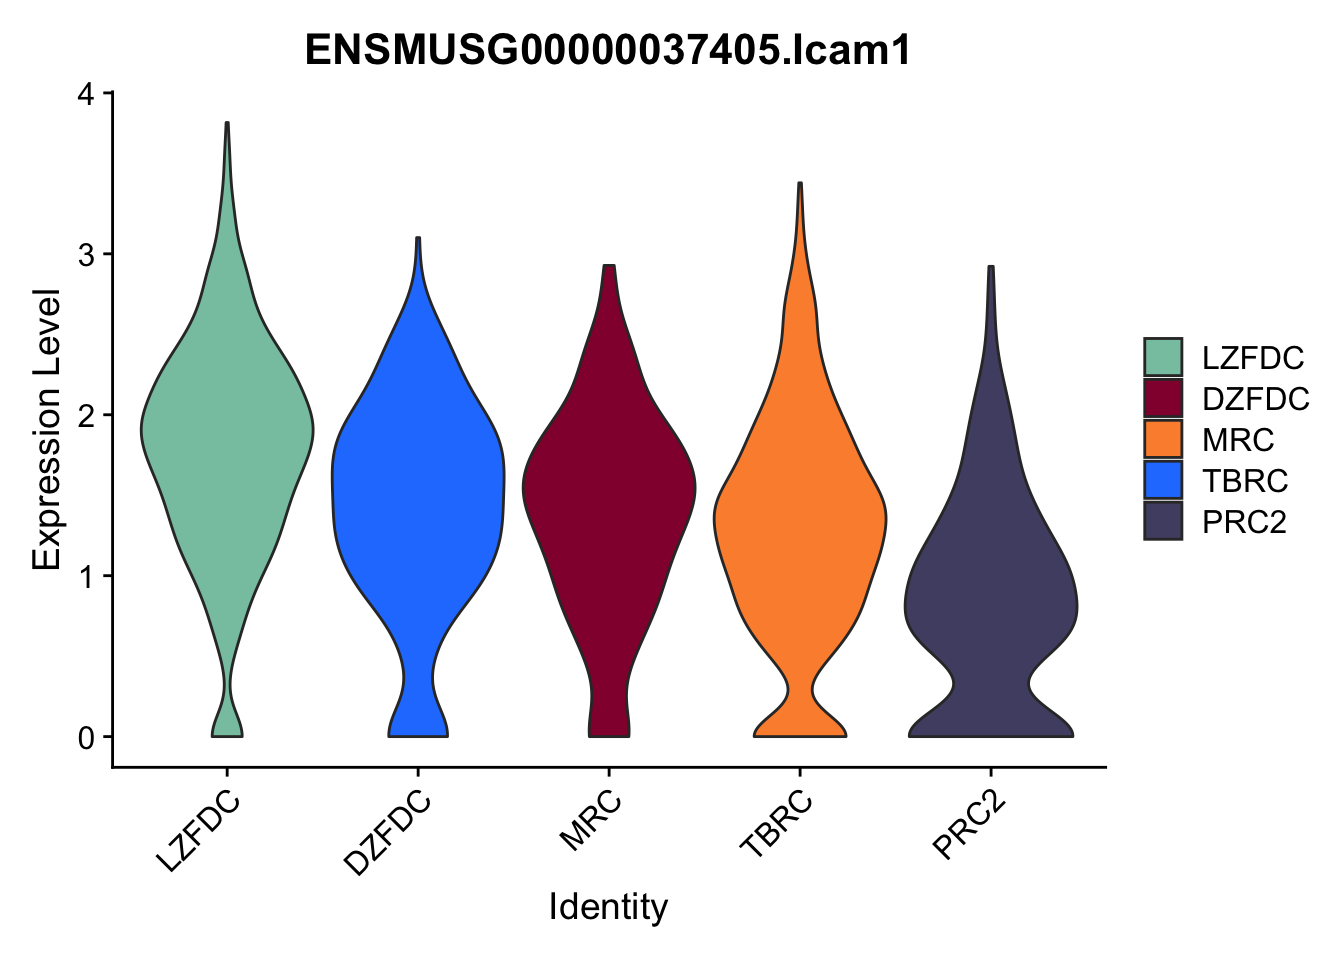 ENSMUSG00000037405.Icam1
4
3
2
1
0
Expression Level
LZFDC
DZFDC
MRC
TBRC
PRC2
Identity
LZFDC
DZFDC
MRC
TBRC
PRC2